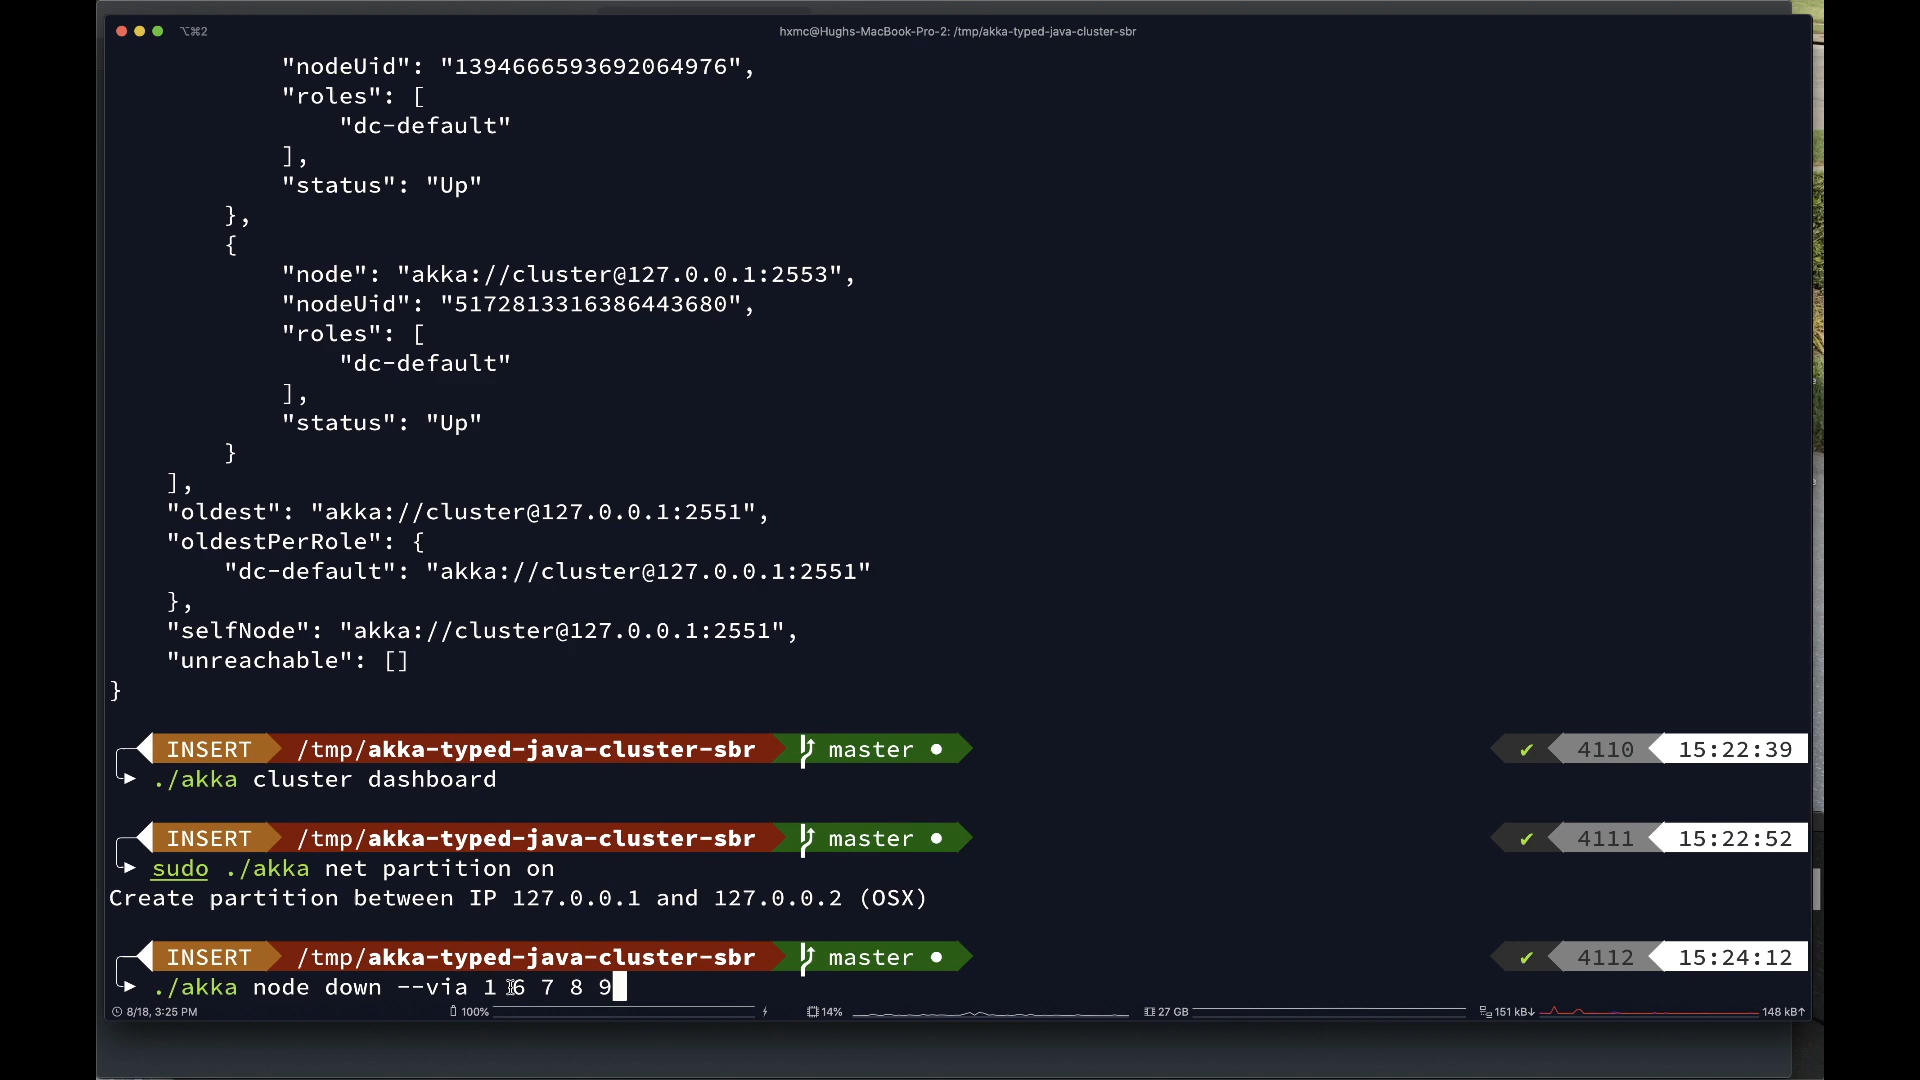 ⌥⌘2
hxmc@Hughs-MacBook-Pro-2: /tmp/akka-typed-java-cluster-sbr
"nodeUid": "1394666593692064976",
"roles": [
"dc-default"
],
"status": "Up"
},
{
"node": "akka://cluster@127.0.0.1:2553",
"nodeUid": "5172813316386443680",
"roles": [
"dc-default"
],
"status": "Up"
}
],
"oldest": "akka://cluster@127.0.0.1:2551",
"oldestPerRole": {
"dc-default": "akka://cluster@127.0.0.1:2551"
},
"selfNode": "akka://cluster@127.0.0.1:2551",
"unreachable": []
}
INSERT /tmp/akka-typed-java-cluster-sbr master ● ✔ 4110 15:22:39
./akka cluster dashboard
INSERT /tmp/akka-typed-java-cluster-sbr master ● ✔ 4111 15:22:52
sudo ./akka net partition on
Create partition between IP 127.0.0.1 and 127.0.0.2 (OSX)
INSERT /tmp/akka-typed-java-cluster-sbr master ● ✔ 4112 15:24:12
./akka node down --via 1 6 7 8 9
8/18, 3:25 PM 100% 14% 27 GB 151 kB↓ 148 kB↑